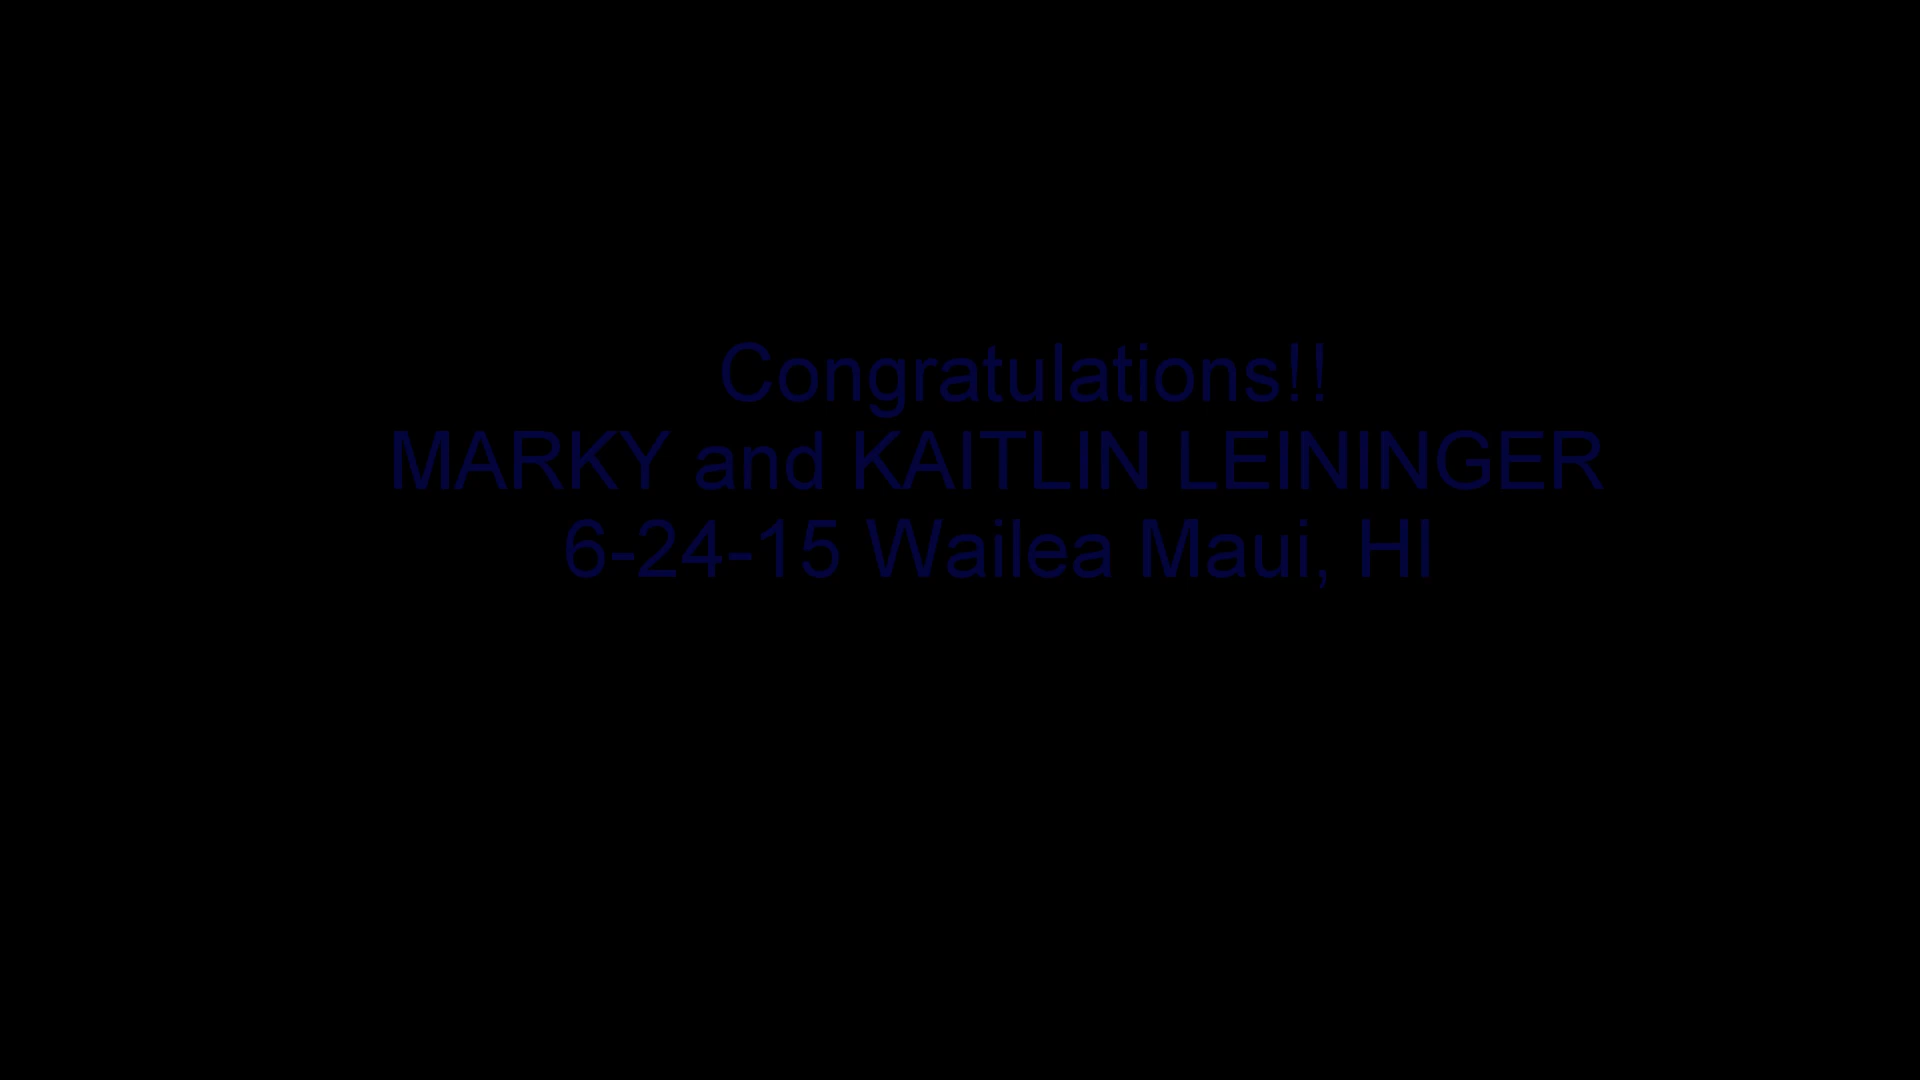 Congratulations!!
MARKY and KAITLIN LEININGER
6-24-15 Wailea Maui, HI